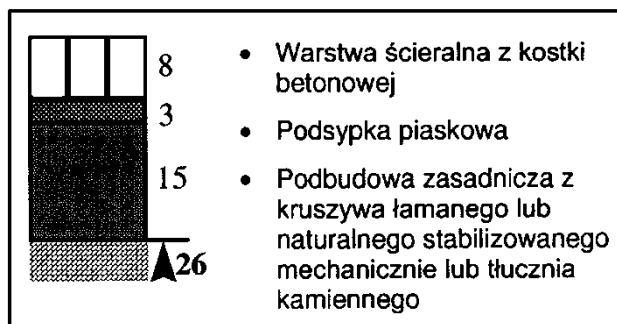 8
3
15
26
• Warstwa ścieralna z kostki
betonowej
• Podsypka piaskowa
• Podbudowa zasadnicza z
kruszywa łamanego lub
naturalnego stabilizowanego
mechanicznie lub tłucznia
kamiennego